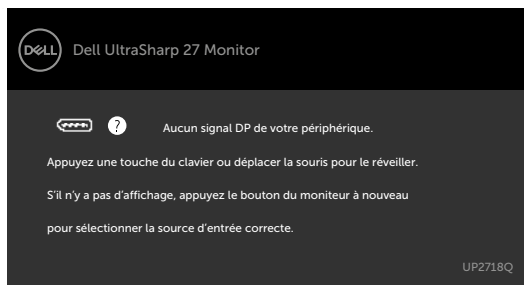 DELL
Dell UltraSharp 27 Monitor
? Aucun signal DP de votre périphérique.
Appuyez une touche du clavier ou déplacer la souris pour le réveiller.
S'il n'y a pas d'affichage, appuyez le bouton du moniteur à nouveau
pour sélectionner la source d'entrée correcte.
UP2718Q